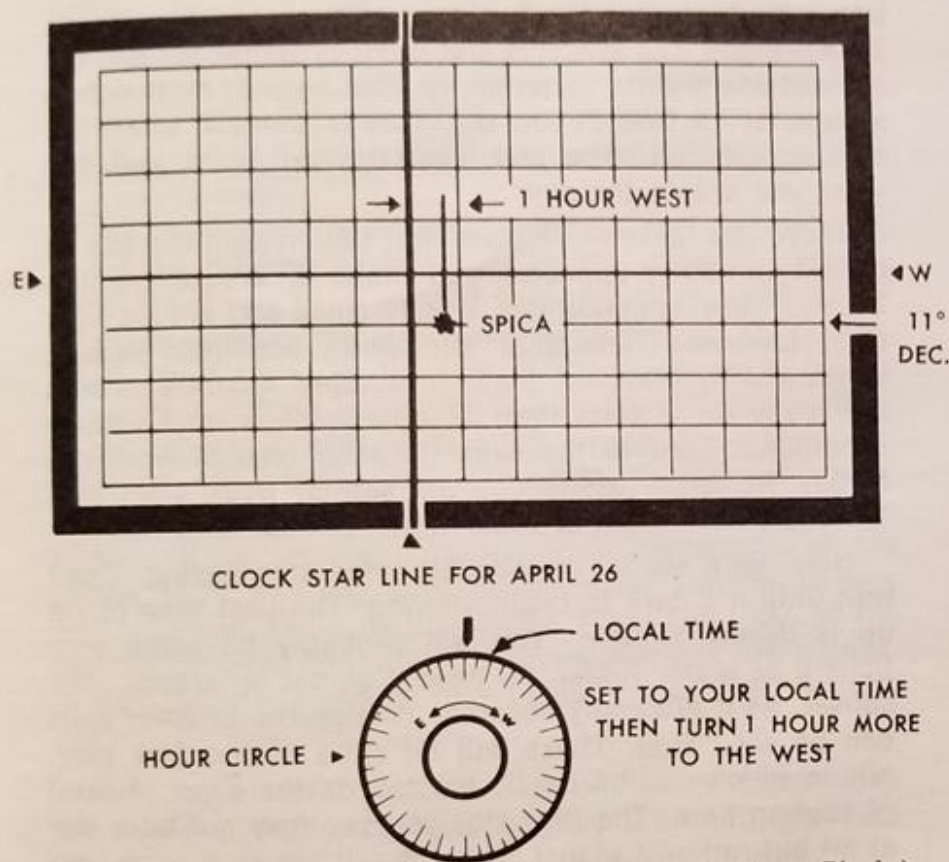 1 HOUR WEST
E
W
SPICA
11°
DEC.
CLOCK STAR LINE FOR APRIL 26
LOCAL TIME
E W
SET TO YOUR LOCAL TIME
THEN TURN 1 HOUR MORE
TO THE WEST
HOUR CIRCLE